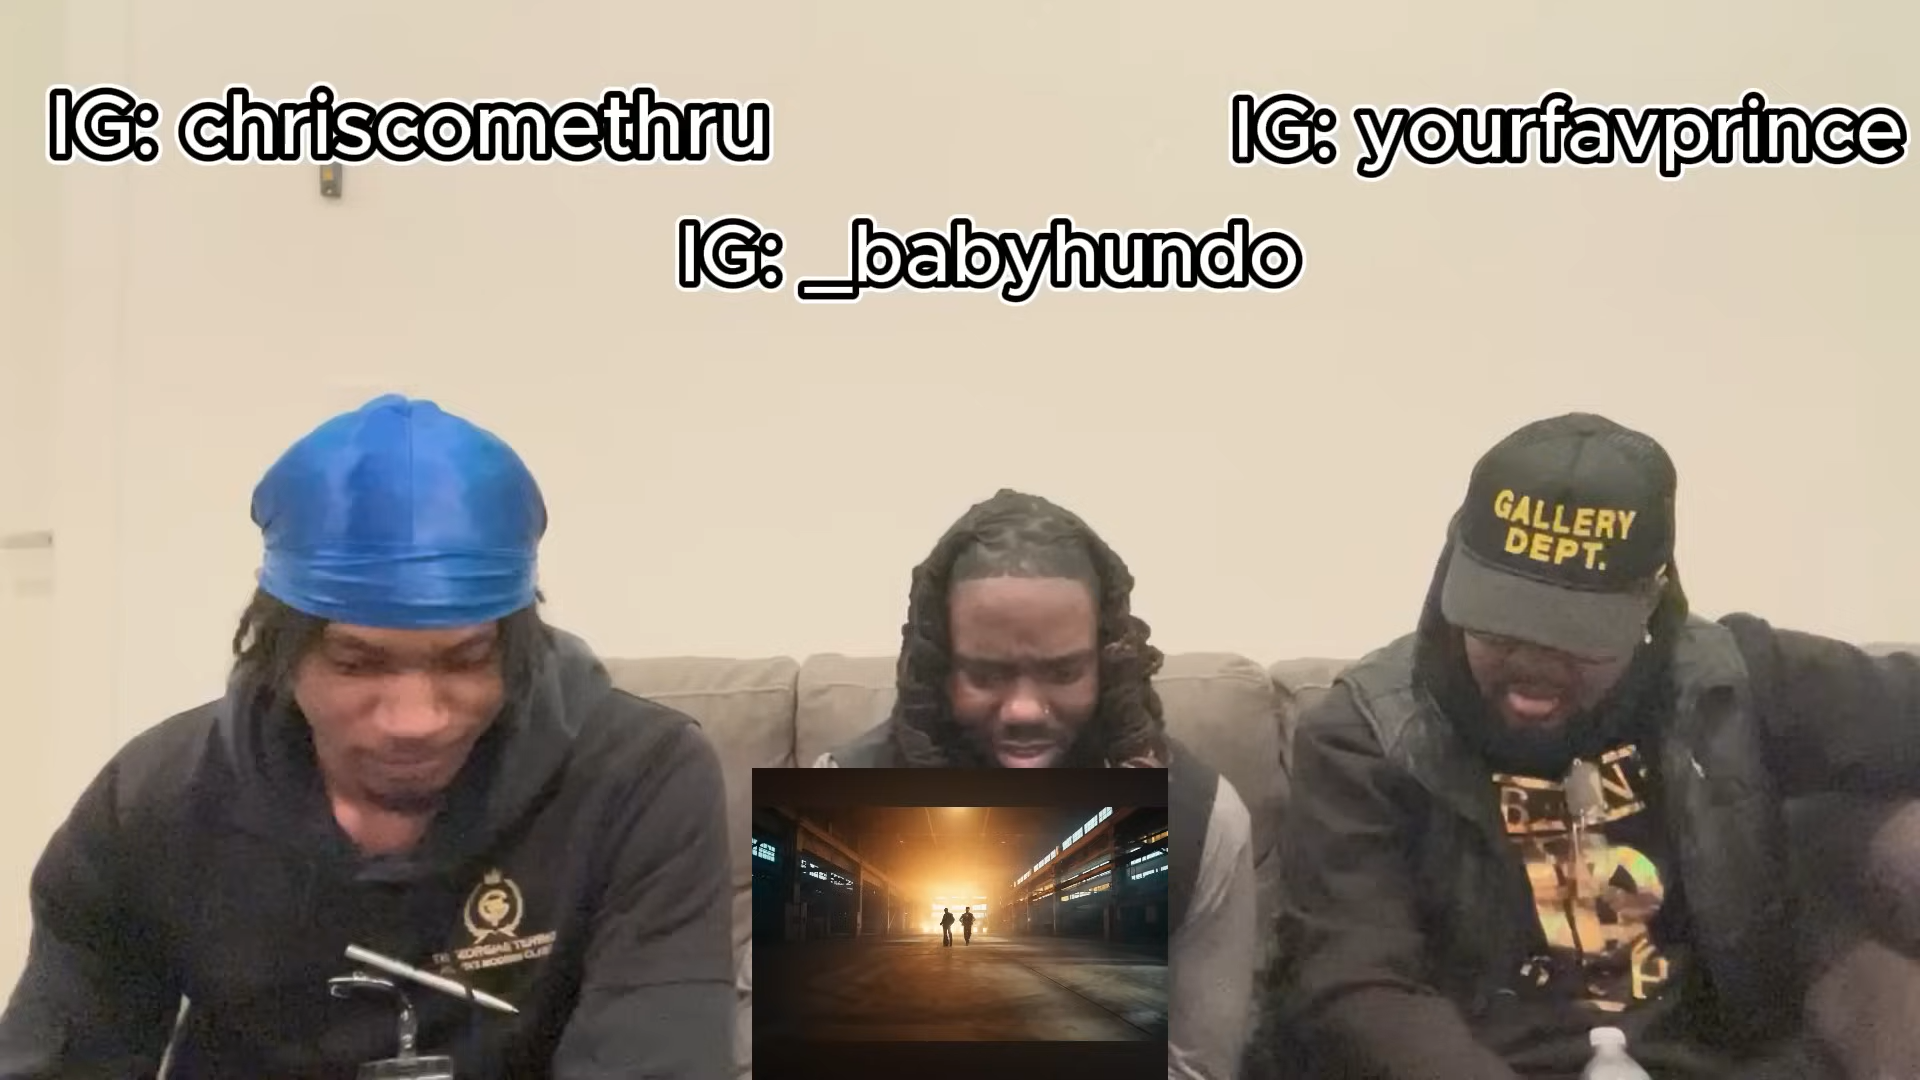 IG: chriscomethru
IG: yourfavprince
IG: _babyhundo
GALLERY
DEPT.